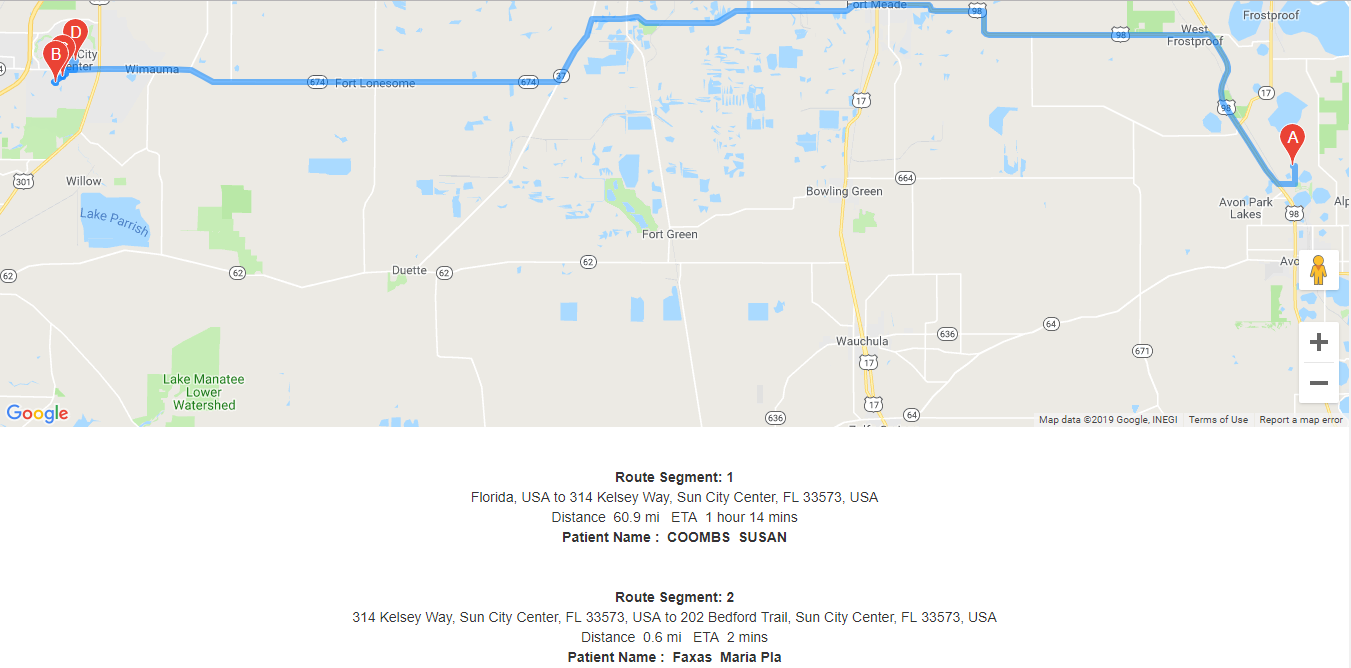 Fort Meade
98
98
West
Frostproof
Frostproof
D
B
City
Center
Wimauma
674
Fort Lonesome
674
37
17
98
17
A
301
Willow
Lake Parrish
664
Bowling Green
Avon Park
Lakes
98
Fort Green
62
62
Duette
62
62
Avo
64
636
671
Wauchula
17
Lake Manatee
Lower
Watershed
17
64
636
Google
Map data ©2019 Google, INEGI
Terms of Use
Report a map error
Route Segment: 1
Florida, USA to 314 Kelsey Way, Sun City Center, FL 33573, USA
Distance 60.9 mi ETA 1 hour 14 mins
Patient Name : COOMBS SUSAN
Route Segment: 2
314 Kelsey Way, Sun City Center, FL 33573, USA to 202 Bedford Trail, Sun City Center, FL 33573, USA
Distance 0.6 mi ETA 2 mins
Patient Name : Faxas Maria Pla